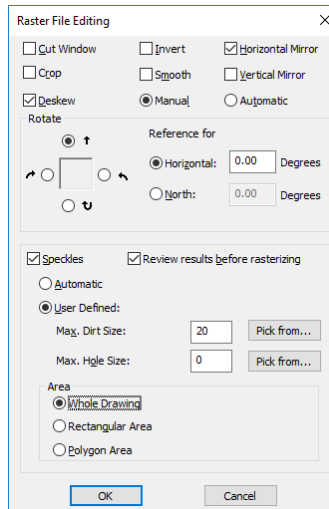 Raster File Editing
Cut Window Invert Horizontal Mirror
Crop Smooth Vertical Mirror
Deskew Manual Automatic
Rotate
Reference for
Horizontal: 0.00 Degrees
North: 0.00 Degrees
Speckles Review results before rasterizing
Automatic
User Defined:
Max. Dirt Size: 20 Pick from...
Max. Hole Size: 0 Pick from...
Area
Whole Drawing
Rectangular Area
Polygon Area
OK Cancel